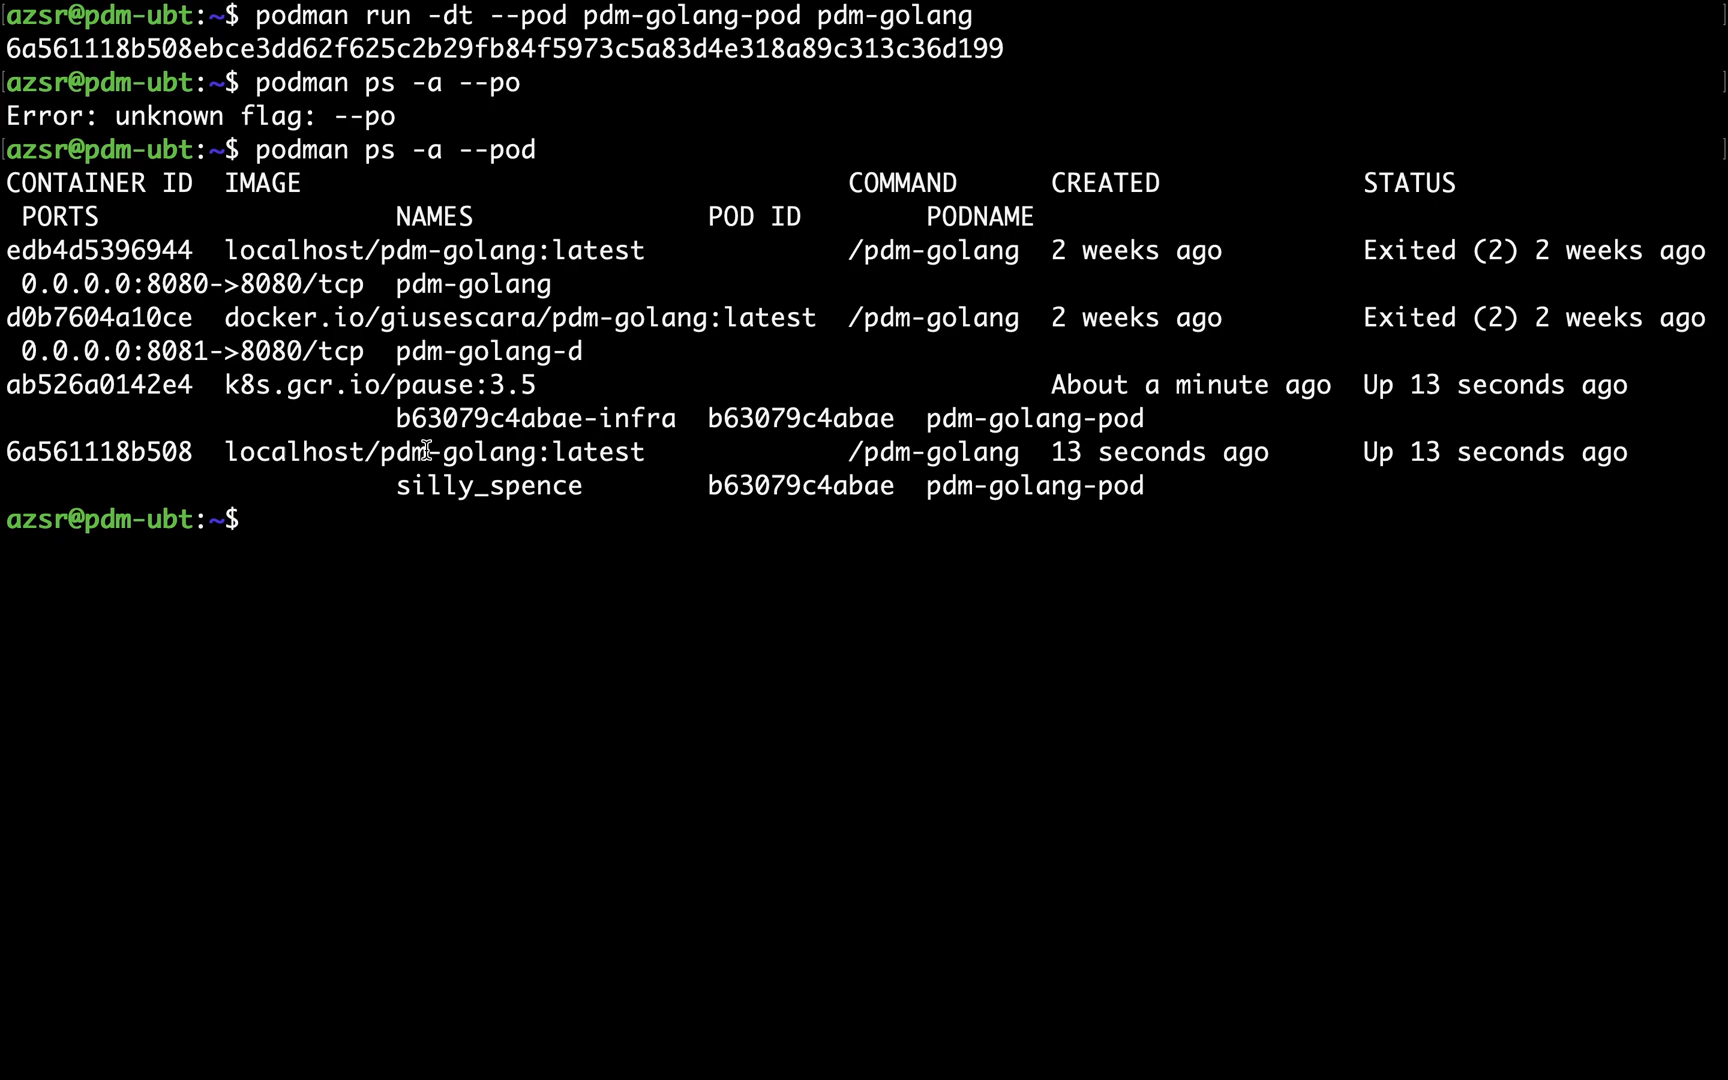 azsr@pdm-ubt:~$ podman run -dt --pod pdm-golang-pod pdm-golang
6a561118b508ebce3dd62f625c2b29fb84f5973c5a83d4e318a89c313c36d199
azsr@pdm-ubt:~$ podman ps -a --po
Error: unknown flag: --po
azsr@pdm-ubt:~$ podman ps -a --pod
CONTAINER ID  IMAGE                                   COMMAND      CREATED             STATUS
 PORTS                   NAMES               POD ID        PODNAME
edb4d5396944  localhost/pdm-golang:latest             /pdm-golang  2 weeks ago         Exited (2) 2 weeks ago
 0.0.0.0:8080->8080/tcp  pdm-golang
d0b7604a10ce  docker.io/giusescara/pdm-golang:latest  /pdm-golang  2 weeks ago         Exited (2) 2 weeks ago
 0.0.0.0:8081->8080/tcp  pdm-golang-d
ab526a0142e4  k8s.gcr.io/pause:3.5                                 About a minute ago  Up 13 seconds ago
                         b63079c4abae-infra  b63079c4abae  pdm-golang-pod
6a561118b508  localhost/pdm-golang:latest             /pdm-golang  13 seconds ago      Up 13 seconds ago
                         silly_spence        b63079c4abae  pdm-golang-pod
azsr@pdm-ubt:~$